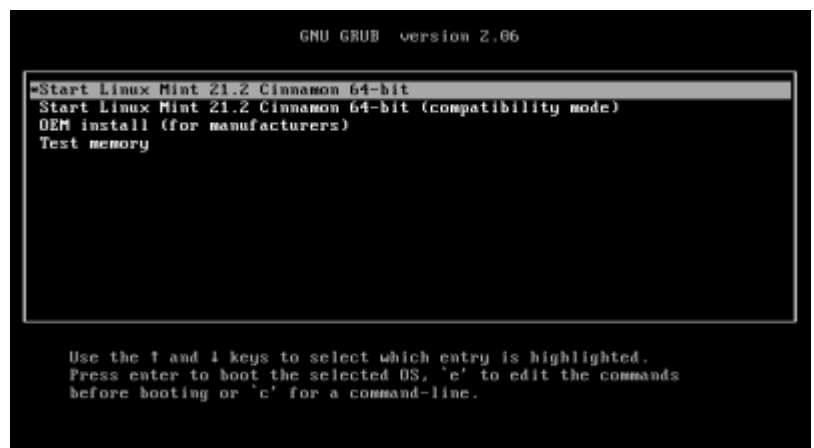 GNU GRUB version 2.06
*Start Linux Mint 21.2 Cinnamon 64-bit
Start Linux Mint 21.2 Cinnamon 64-bit (compatibility mode)
OEM install (for manufacturers)
Test memory
Use the ↑ and ↓ keys to select which entry is highlighted.
Press enter to boot the selected OS, `e' to edit the commands
before booting or `c' for a command-line.